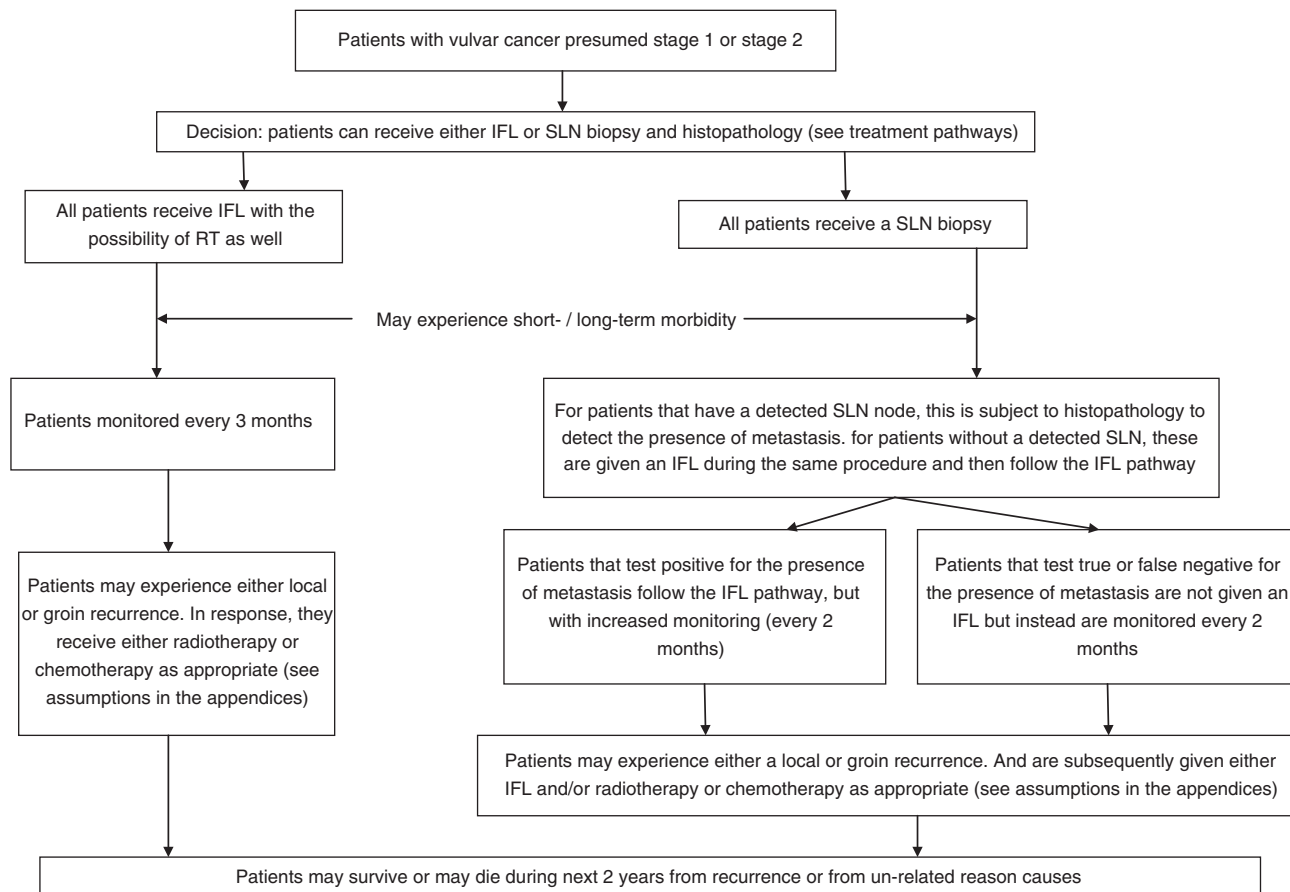 Patients with vulvar cancer presumed stage 1 or stage 2
Decision: patients can receive either IFL or SLN biopsy and histopathology (see treatment pathways)
All patients receive IFL with the
possibility of RT as well
All patients receive a SLN biopsy
May experience short- / long-term morbidity
Patients monitored every 3 months
For patients that have a detected SLN node, this is subject to histopathology to
detect the presence of metastasis. for patients without a detected SLN, these
are given an IFL during the same procedure and then follow the IFL pathway
Patients that test positive for the presence
of metastasis follow the IFL pathway, but
with increased monitoring (every 2
months)
Patients that test true or false negative for
the presence of metastasis are not given an
IFL but instead are monitored every 2
months
Patients may experience either local
or groin recurrence. In response, they
receive either radiotherapy or
chemotherapy as appropriate (see
assumptions in the appendices)
Patients may experience either a local or groin recurrence. And are subsequently given either
IFL and/or radiotherapy or chemotherapy as appropriate (see assumptions in the appendices)
Patients may survive or may die during next 2 years from recurrence or from un-related reason causes